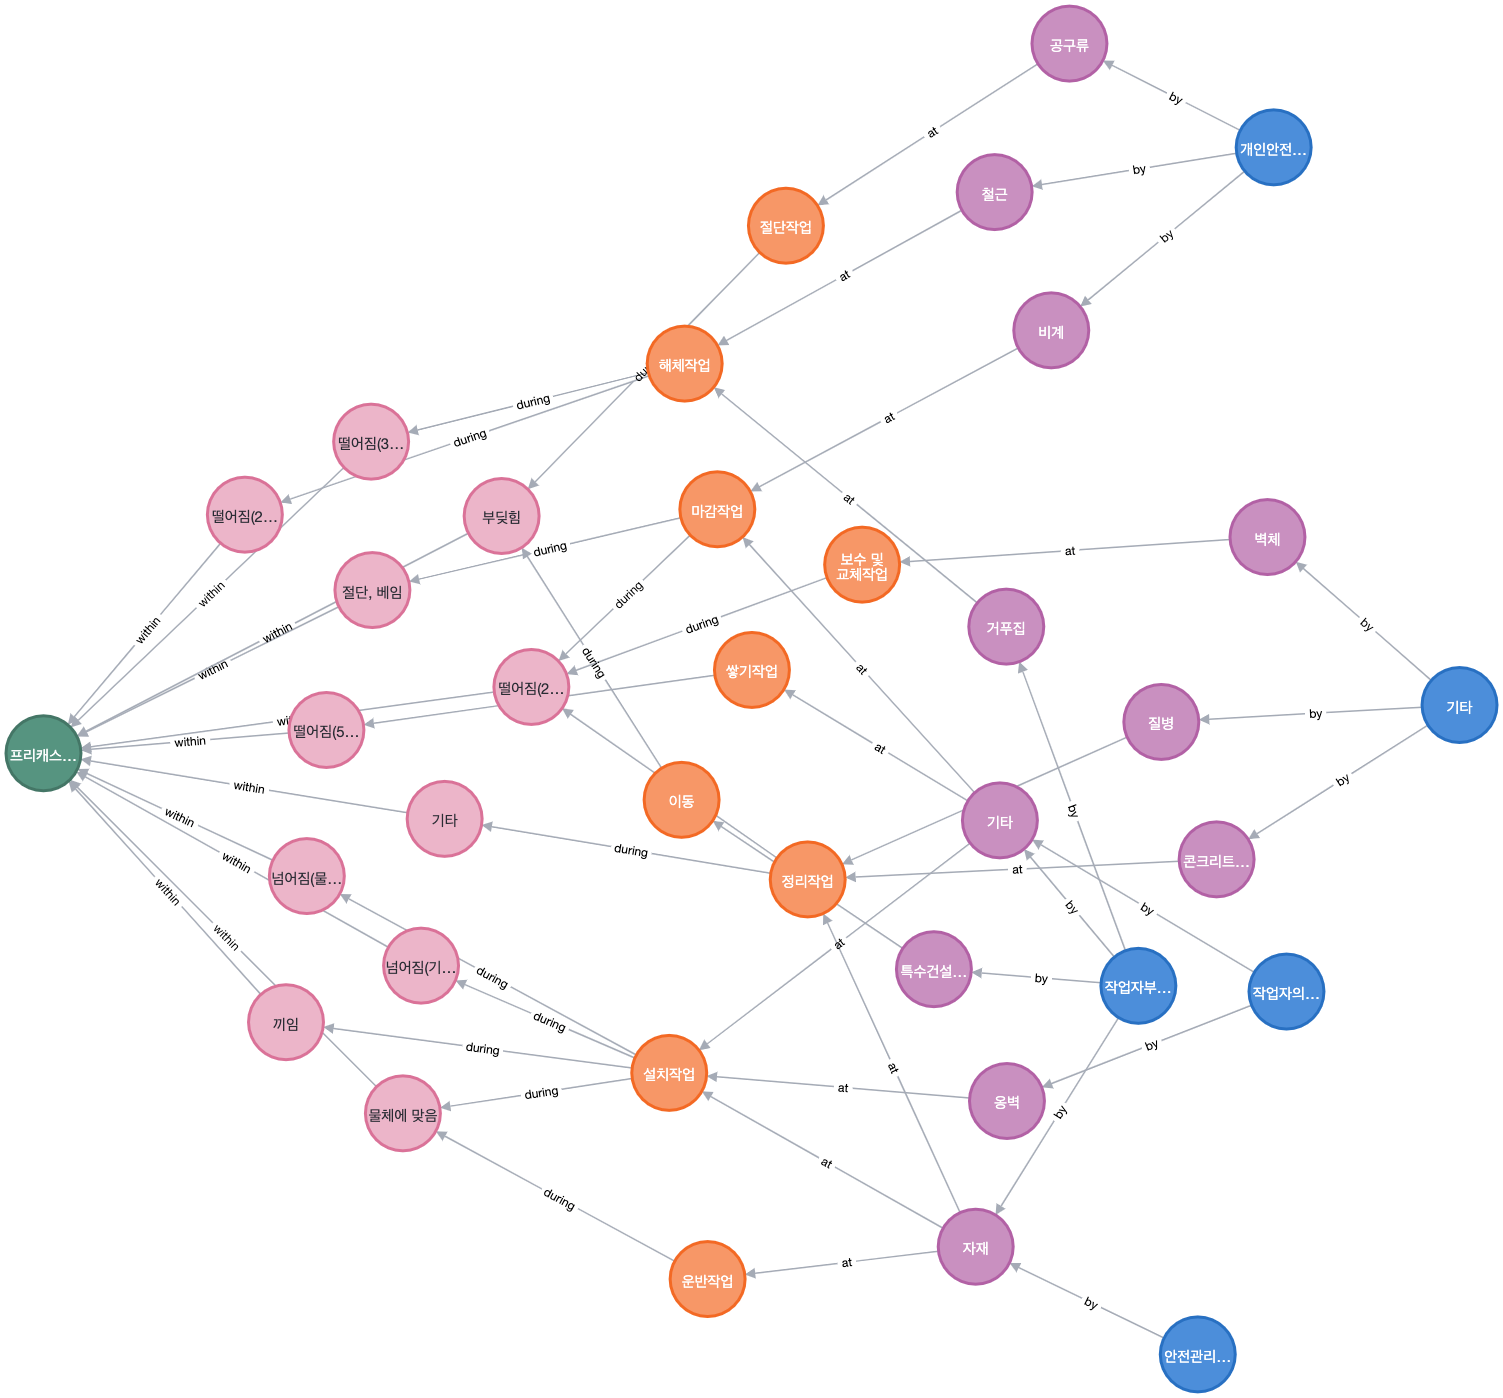 공구류
by
개인안전...
at
by
철근
절단작업
by
at
비계
해체작업
du
during
at
during
떨어짐(3...
at
마감작업
떨어짐(2...
부딪힘
벽체
during
at
보수 및
교체작업
절단, 베임
within
during
by
within
within
during
거푸집
within
during
at
쌓기작업
떨어짐(2...
기타
by
질병
wi
떨어짐(5...
within
프리캐스...
at
by
within
이동
by
within
기타
기타
during
콘크리트...
within
at
넘어짐(물...
정리작업
within
by
by
within
at
넘어짐(기...
during
특수건설...
by
작업자부...
작업자의...
끼임
during
during
by
at
설치작업
at
during
옹벽
물체에 맞음
by
at
during
자재
at
운반작업
by
안전관리...